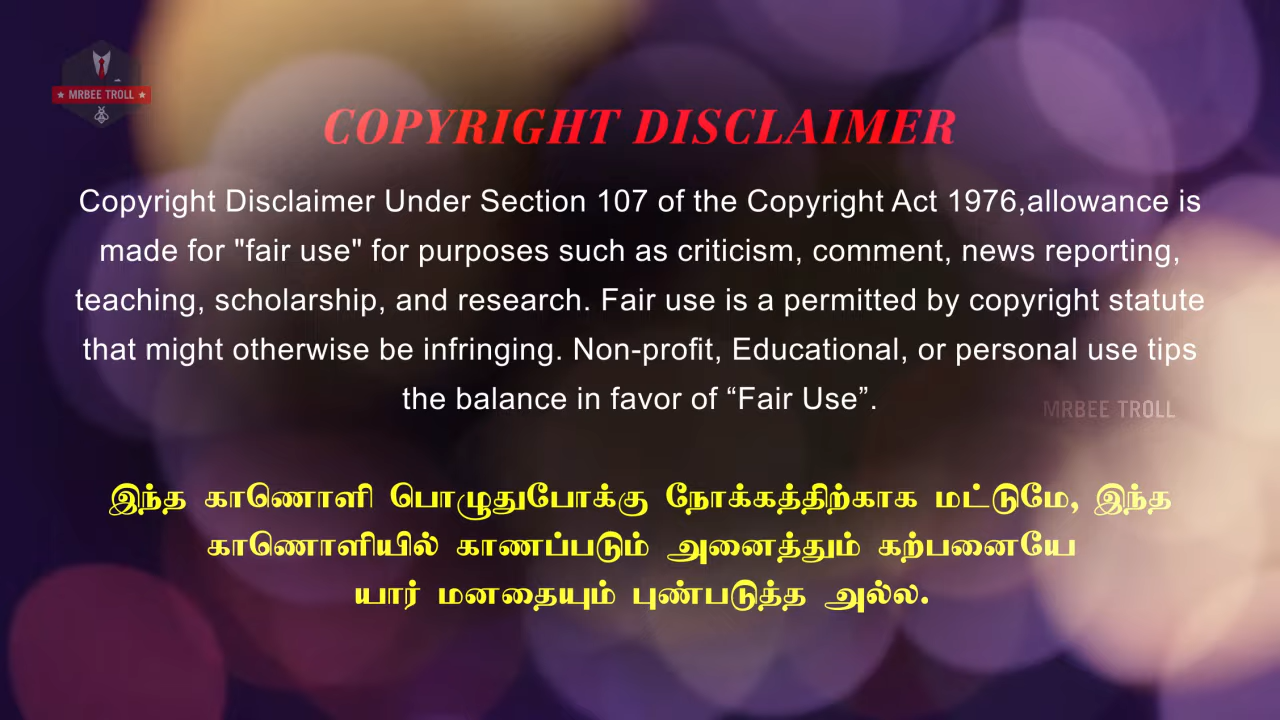 ★ MRBEE TROLL ★
COPYRIGHT DISCLAIMER
Copyright Disclaimer Under Section 107 of the Copyright Act 1976,allowance is
made for "fair use" for purposes such as criticism, comment, news reporting,
teaching, scholarship, and research. Fair use is a permitted by copyright statute
that might otherwise be infringing. Non-profit, Educational, or personal use tips
the balance in favor of “Fair Use”.
MRBEE TROLL
இந்த காணொளி பொழுதுபோக்கு நோக்கத்திற்காக மட்டுமே, இந்த
காணொளியில் காணப்படும் அனைத்தும் கற்பனையே
யார் மனதையும் புண்படுத்த அல்ல.